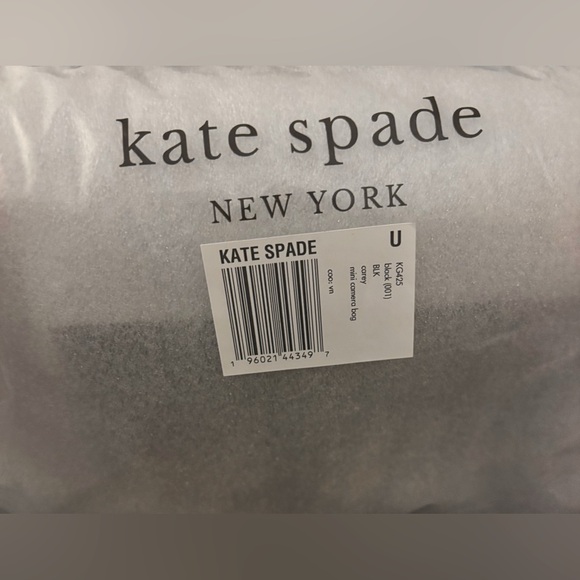 kate spade
NEW YORK
KATE SPADE
U
KG425
black (001)
BLK
carey
mini camera bag
coo: vn
1 96021 44349 7